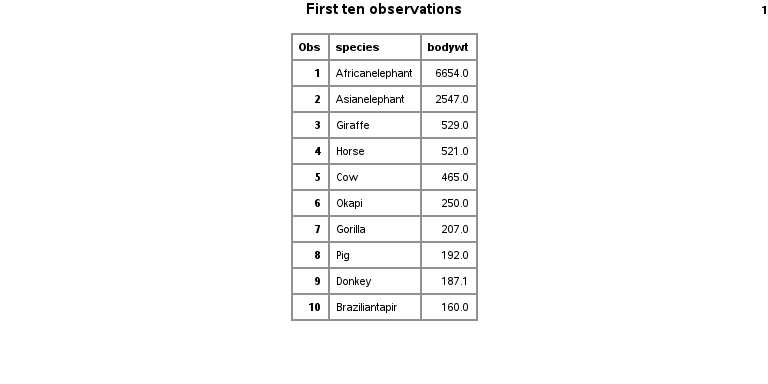 First ten observations 1
Obs species bodywt
1 Africanelephant 6654.0
2 Asianelephant 2547.0
3 Giraffe 529.0
4 Horse 521.0
5 Cow 465.0
6 Okapi 250.0
7 Gorilla 207.0
8 Pig 192.0
9 Donkey 187.1
10 Braziliantapir 160.0